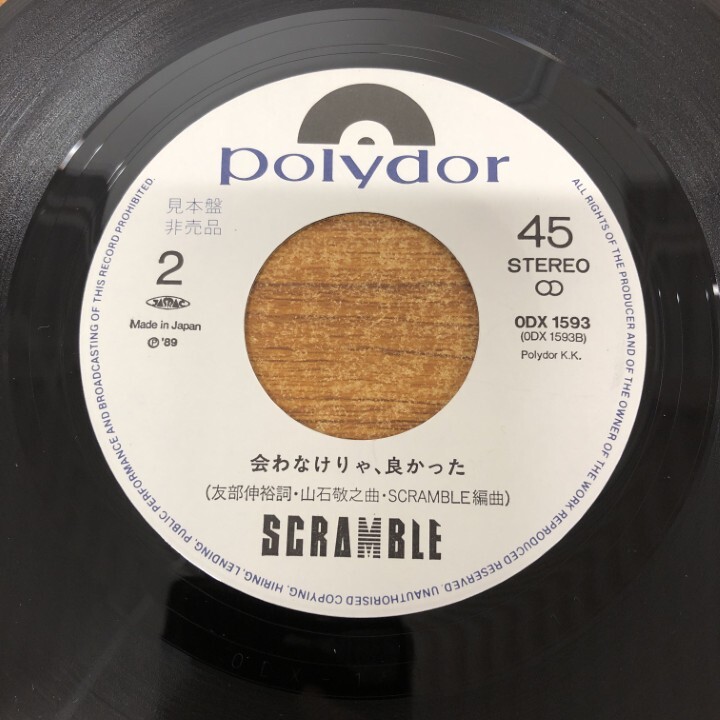 polydor
見本盤
非売品
2
JASRAC
Made in Japan
Ⓟ '89
45
STEREO
ODX 1593
(ODX 1593B)
Polydor K.K.
会わなけりゃ、良かった
(友部伸裕詞・山石敬之曲・SCRAMBLE編曲)
SCRAMBLE
ALL RIGHTS OF THE PRODUCER AND OF THE OWNER OF THE WORK REPRODUCED RESERVED. UNAUTHORISED COPYING, HIRING, LENDING, PUBLIC PERFORMANCE AND BROADCASTING OF THIS RECORD PROHIBITED.